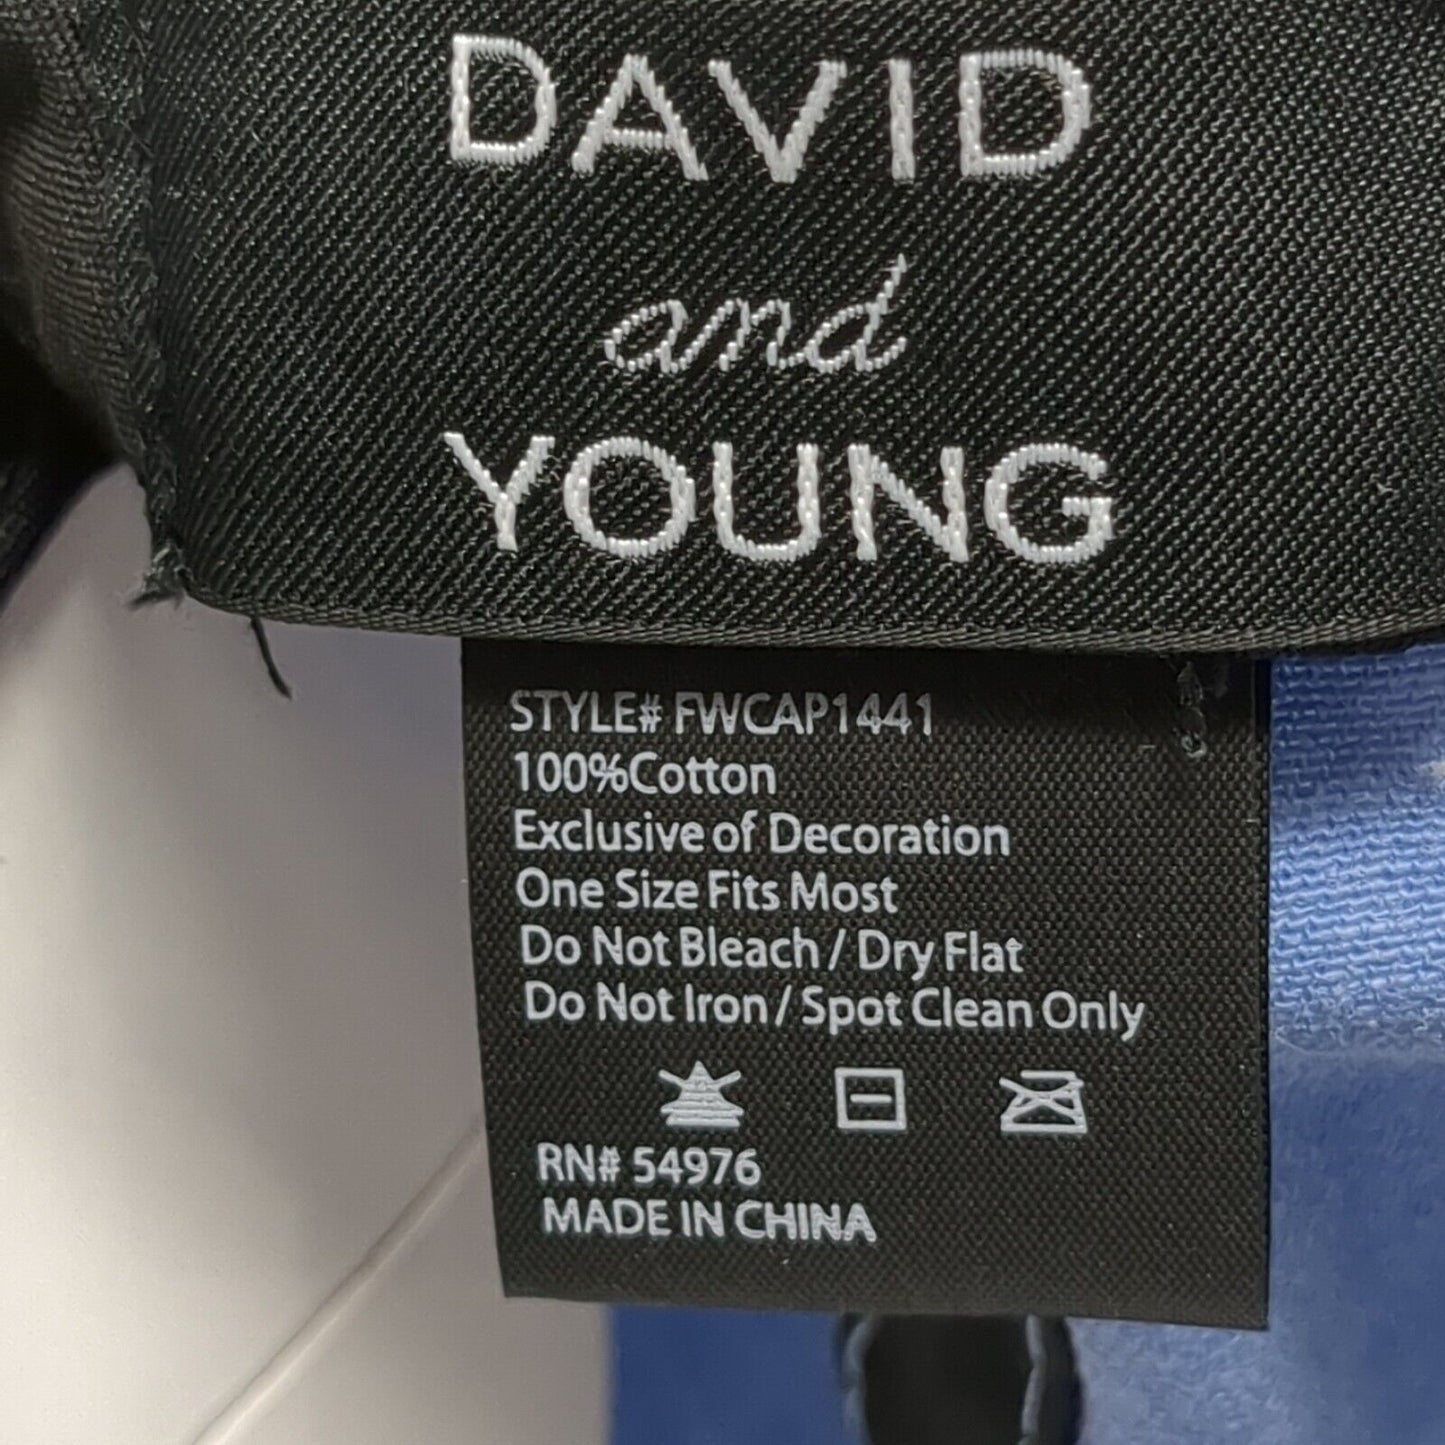 DAVID
and
YOUNG
STYLE# FWCAP1441
100%Cotton
Exclusive of Decoration
One Size Fits Most
Do Not Bleach / Dry Flat
Do Not Iron / Spot Clean Only
RN# 54976
MADE IN CHINA